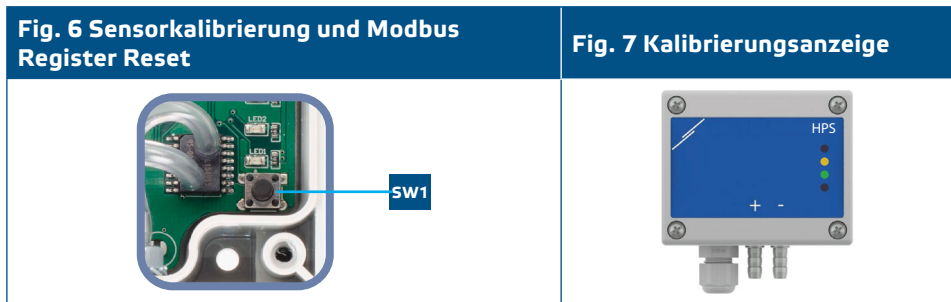 Fig. 6 Sensorkalibrierung und Modbus
Register Reset
Fig. 7 Kalibrierungsanzeige
LED2
LED1
SW1
HPS
+ -